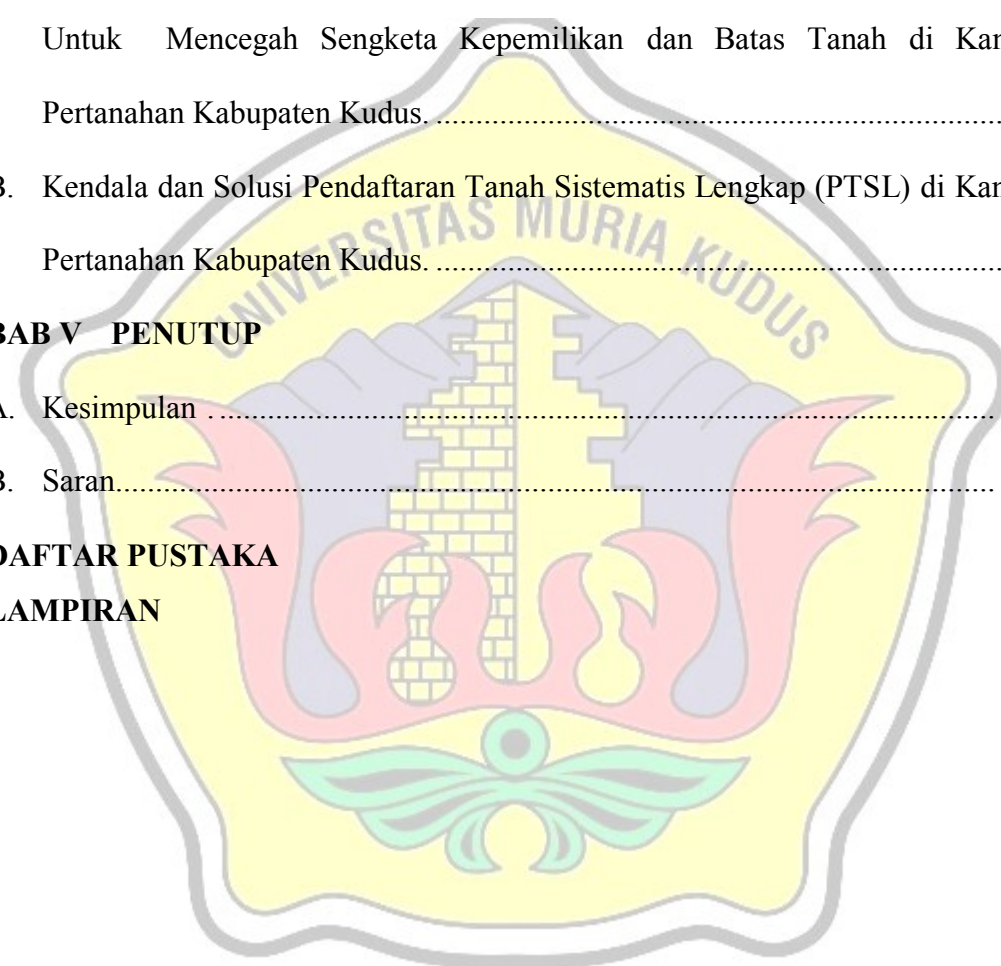 Untuk Mencegah Sengketa Kepemilikan dan Batas Tanah di Kan
Pertanahan Kabupaten Kudus. ........................................................................
B. Kendala dan Solusi Pendaftaran Tanah Sistematis Lengkap (PTSL) di Kan
Pertanahan Kabupaten Kudus. ........................................................................
UNIVERSITAS MURIA KUDUS
BAB V PENUTUP
A. Kesimpulan . ........................................................................
B. Saran........................................................................
DAFTAR PUSTAKA
LAMPIRAN